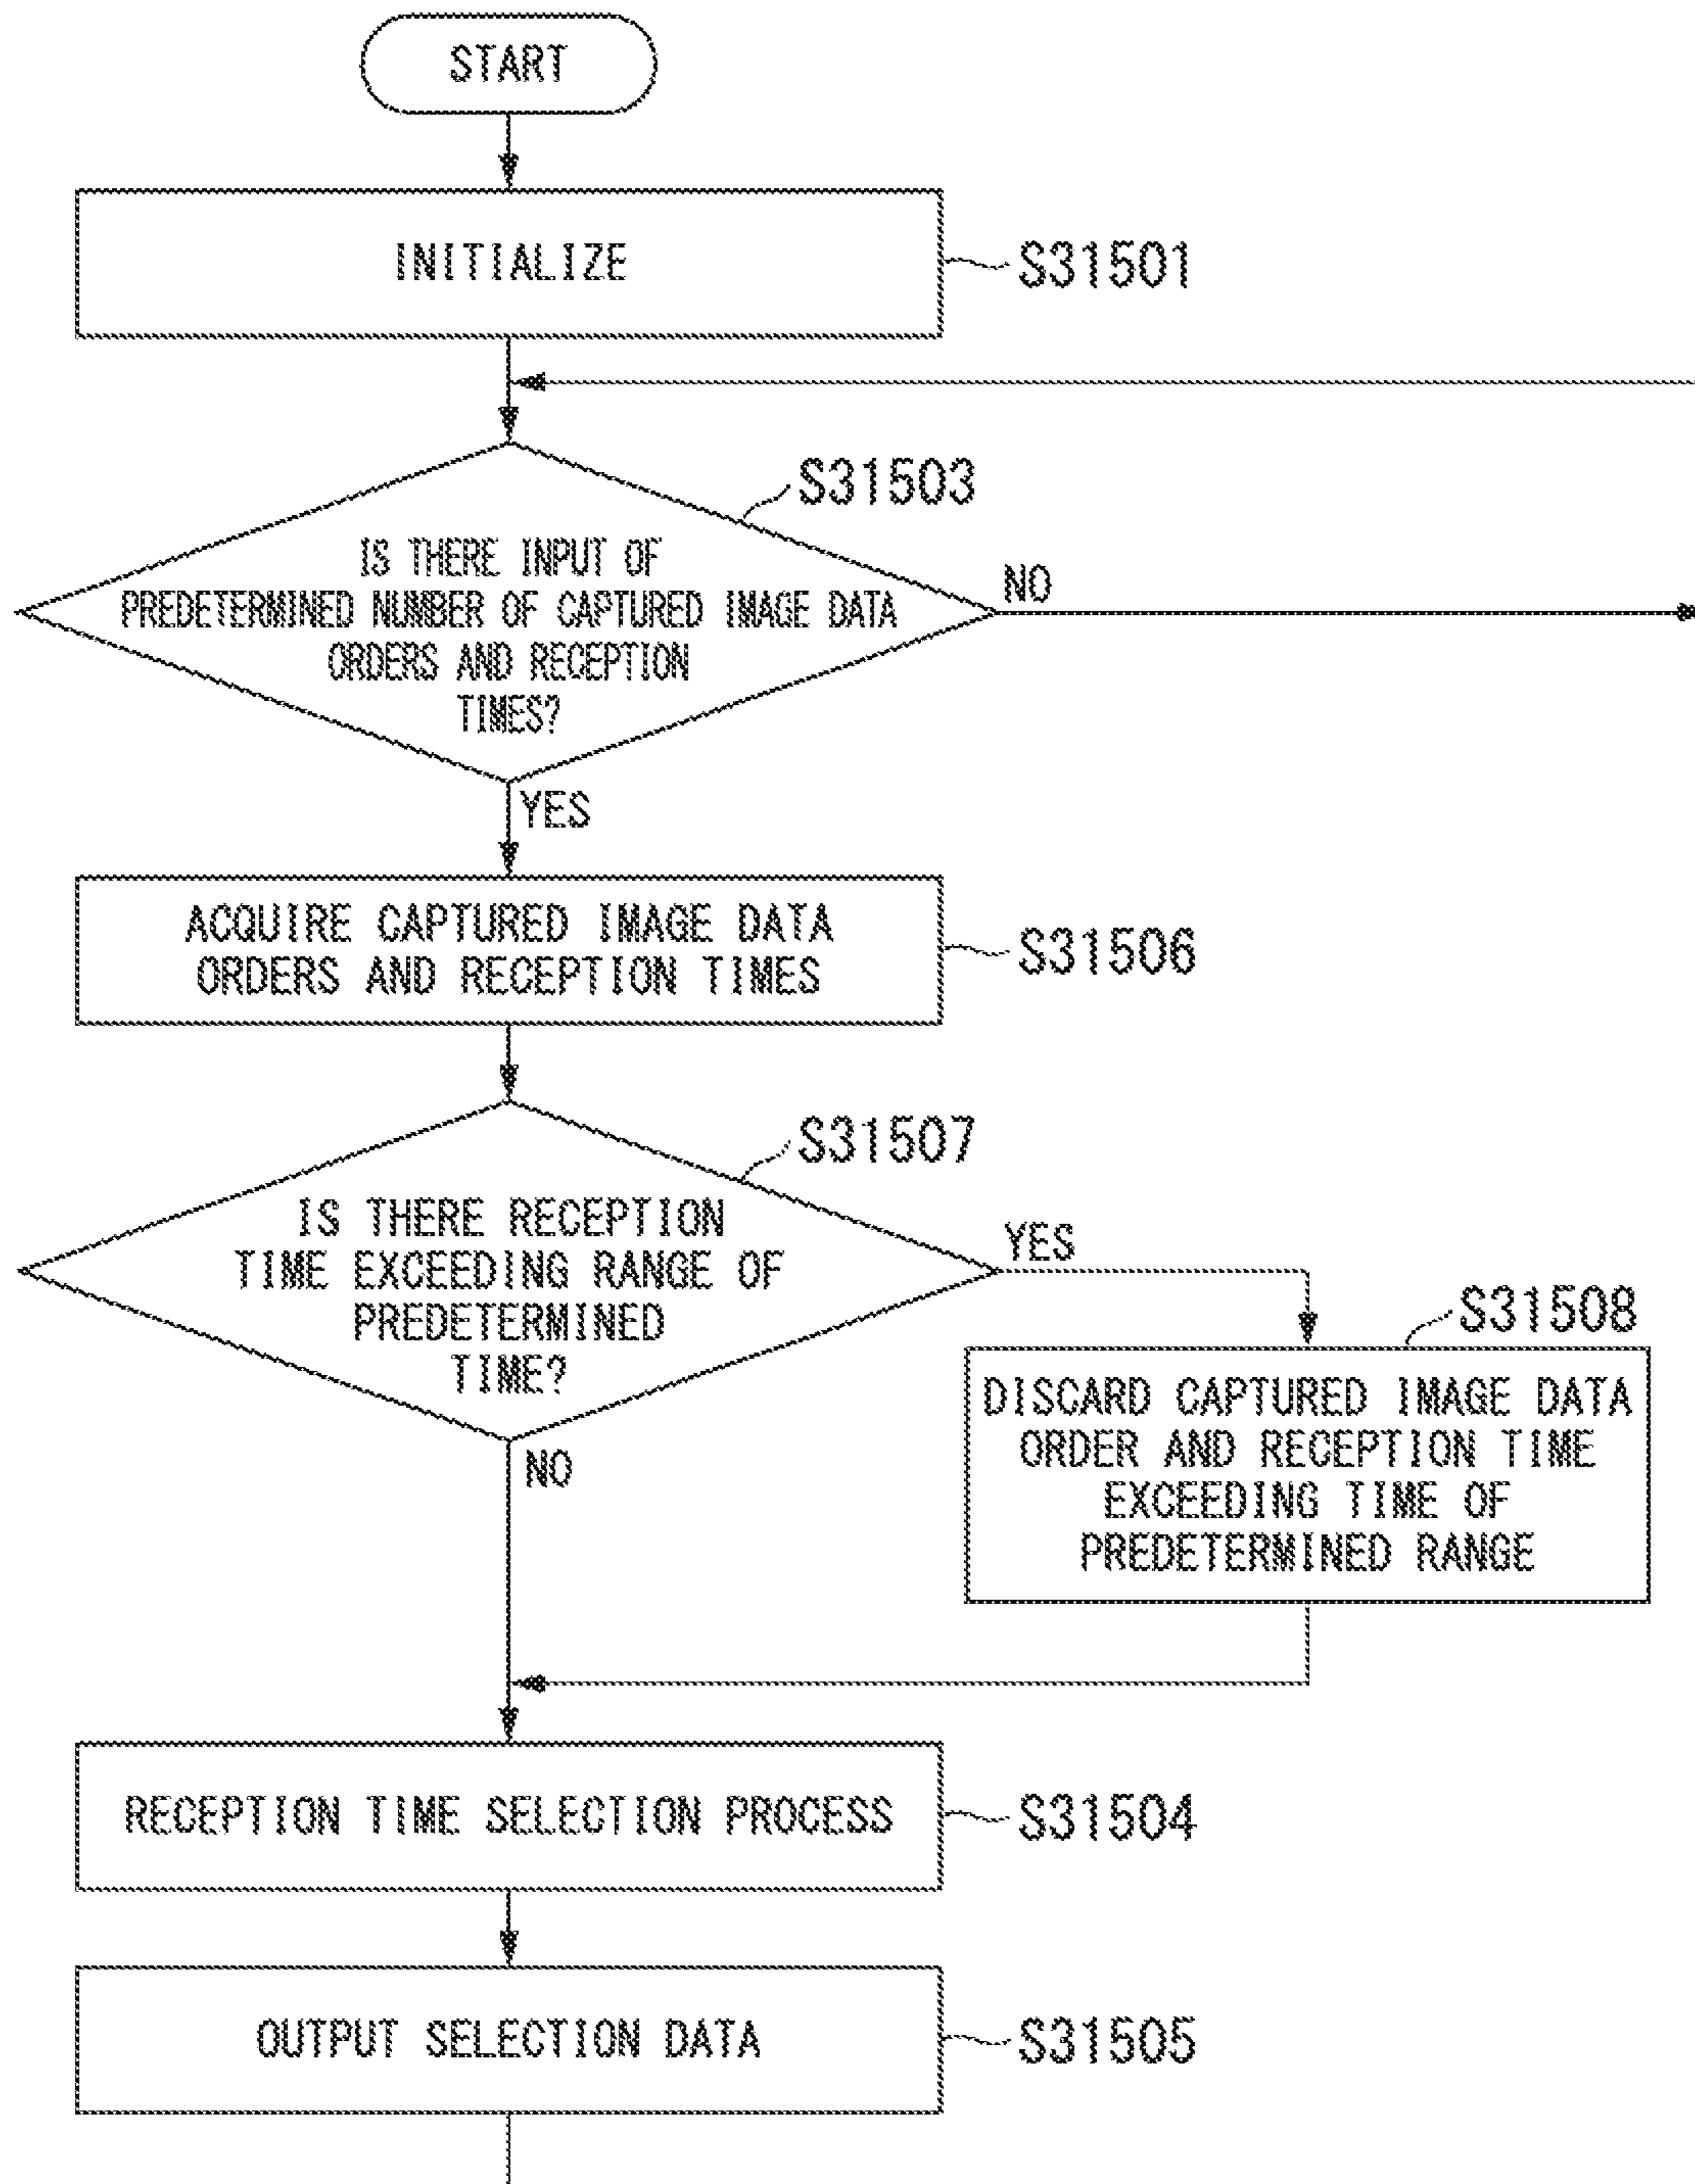 START
INITIALIZE
S31501
S31503
IS THERE INPUT OF
PREDETERMINED NUMBER OF CAPTURED IMAGE DATA
ORDERS AND RECEPTION
TIMES?
NO
YES
ACQUIRE CAPTURED IMAGE DATA
ORDERS AND RECEPTION TIMES
S31506
S31507
IS THERE RECEPTION
TIME EXCEEDING RANGE OF
PREDETERMINED
TIME?
YES
NO
S31508
DISCARD CAPTURED IMAGE DATA
ORDER AND RECEPTION TIME
EXCEEDING TIME OF
PREDETERMINED RANGE
RECEPTION TIME SELECTION PROCESS
S31504
OUTPUT SELECTION DATA
S31505